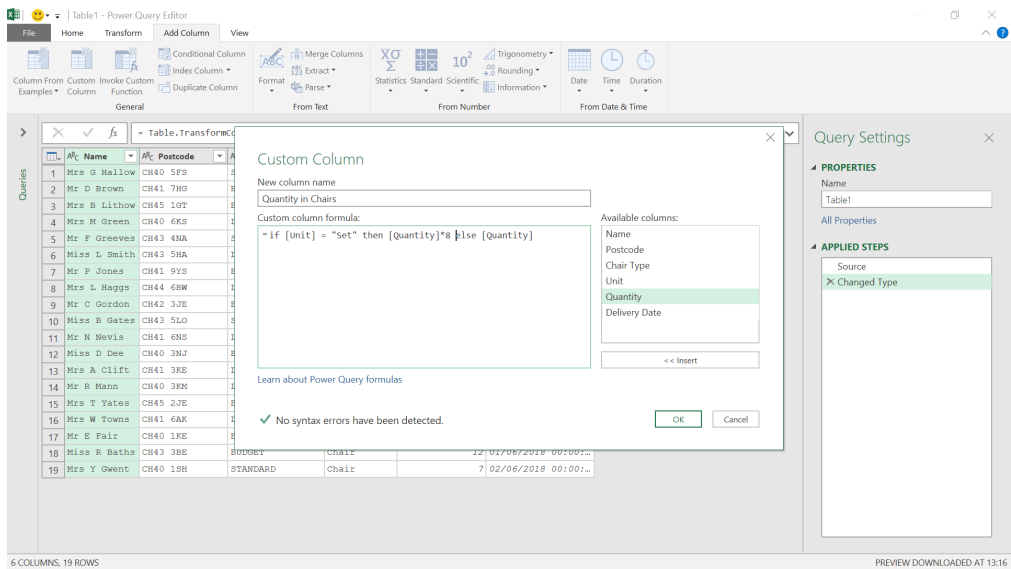 Table1 - Power Query Editor
File Home Transform Add Column View
Column From Examples
Custom Column
Invoke Custom Function
Conditional Column
Index Column
Duplicate Column
General
ABC
Format
Merge Columns
ABC 123 Extract
abc Parse
From Text
XΟ Σ
Statistics
Standard
10²
Scientific
Trigonometry
.00 Rounding
Information
From Number
Date
Time
Duration
From Date & Time
fx = Table.TransformCo
Queries
ABC Name ABC Postcode
1 Mrs G Hallow CH40 5FS
2 Mr D Brown CH41 7HG
3 Mrs B Lithow CH45 1GT
4 Mrs M Green CH40 6KS
5 Mr F Greeves CH43 4NA
6 Miss L Smith CH43 5HA
7 Mr P Jones CH41 9YS
8 Mrs L Haggs CH44 6BW
9 Mr C Gordon CH42 3JE
10 Miss B Gates CH43 5LO
11 Mr N Nevis CH41 6NS
12 Miss D Dee CH40 3NJ
13 Mrs A Clift CH41 3KE
14 Mr R Mann CH40 3KM
15 Mrs T Yates CH45 2JE
16 Mrs W Towns CH41 6AK
17 Mr E Fair CH40 1KE
18 Miss R Baths CH43 3BE BUDGET Chair 12 01/06/2018 00:00:...
19 Mrs Y Gwent CH40 1SH STANDARD Chair 7 02/06/2018 00:00:...
Custom Column
New column name
Quantity in Chairs
Custom column formula:
=if [Unit] = "Set" then [Quantity]*8 else [Quantity]
Available columns:
Name
Postcode
Chair Type
Unit
Quantity
Delivery Date
<< Insert
Learn about Power Query formulas
No syntax errors have been detected.
OK
Cancel
Query Settings
PROPERTIES
Name
Table1
All Properties
APPLIED STEPS
Source
Changed Type
6 COLUMNS, 19 ROWS
PREVIEW DOWNLOADED AT 13:16